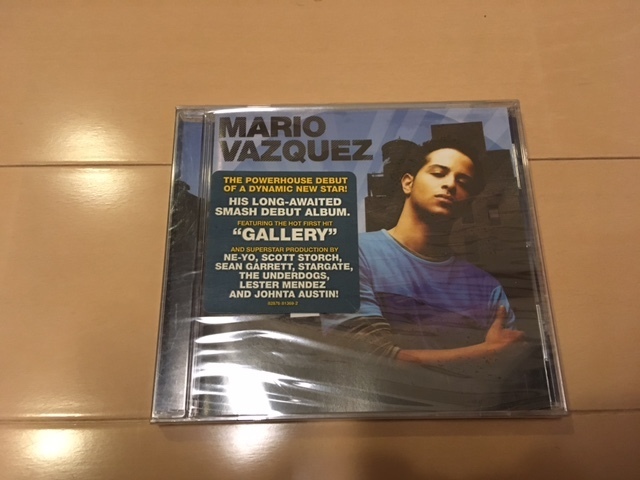 MARIO
VAZQUEZ
THE POWERHOUSE DEBUT
OF A DYNAMIC NEW STAR!
HIS LONG-AWAITED
SMASH DEBUT ALBUM.
FEATURING THE HOT FIRST HIT
“GALLERY”
AND SUPERSTAR PRODUCTION BY
NE-YO, SCOTT STORCH,
SEAN GARRETT, STARGATE,
THE UNDERDOGS,
LESTER MENDEZ
AND JOHNTA AUSTIN!